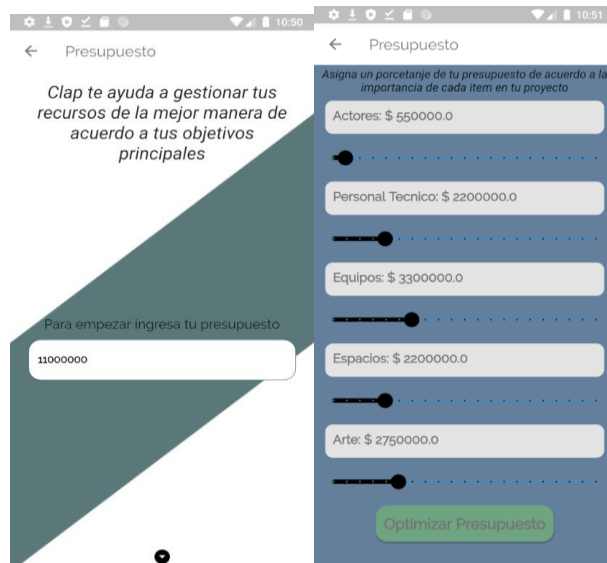 10:50
Presupuesto
Clap te ayuda a gestionar tus
recursos de la mejor manera de
acuerdo a tus objetivos
principales
Para empezar ingresa tu presupuesto
11000000
10:51
Presupuesto
Asigna un porcetanje de tu presupuesto de acuerdo a la
importancia de cada item en tu proyecto
Actores: $ 550000.0
Personal Tecnico: $ 2200000.0
Equipos: $ 3300000.0
Espacios: $ 2200000.0
Arte: $ 2750000.0
Optimizar Presupuesto